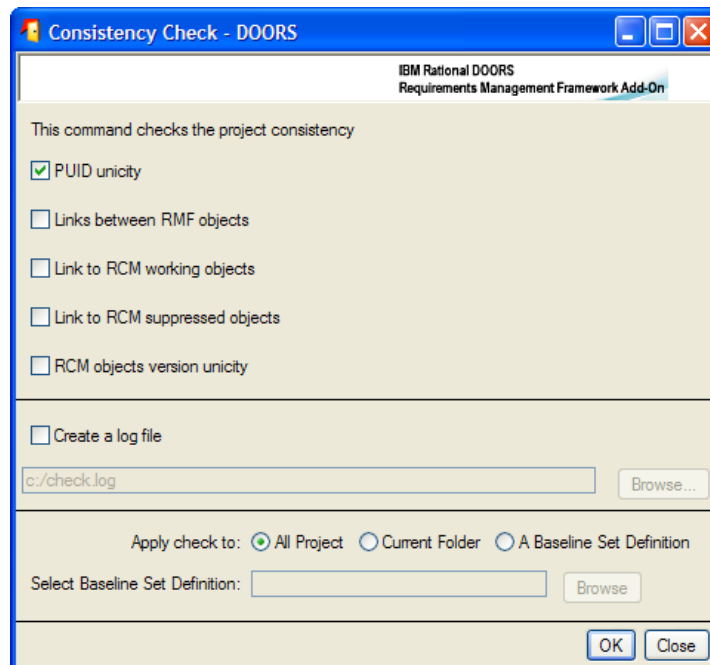 Consistency Check - DOORS
IBM Rational DOORS
Requirements Management Framework Add-On
This command checks the project consistency
PUID unicity
Links between RMF objects
Link to RCM working objects
Link to RCM suppressed objects
RCM objects version unicity
Create a log file
c:/check.log
Browse...
Apply check to: All Project Current Folder A Baseline Set Definition
Select Baseline Set Definition: Browse
OK Close